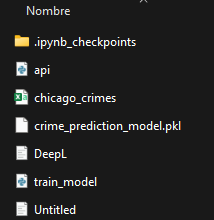 Nombre
.ipynb_checkpoints
api
chicago_crimes
crime_prediction_model.pkl
DeepL
train_model
Untitled